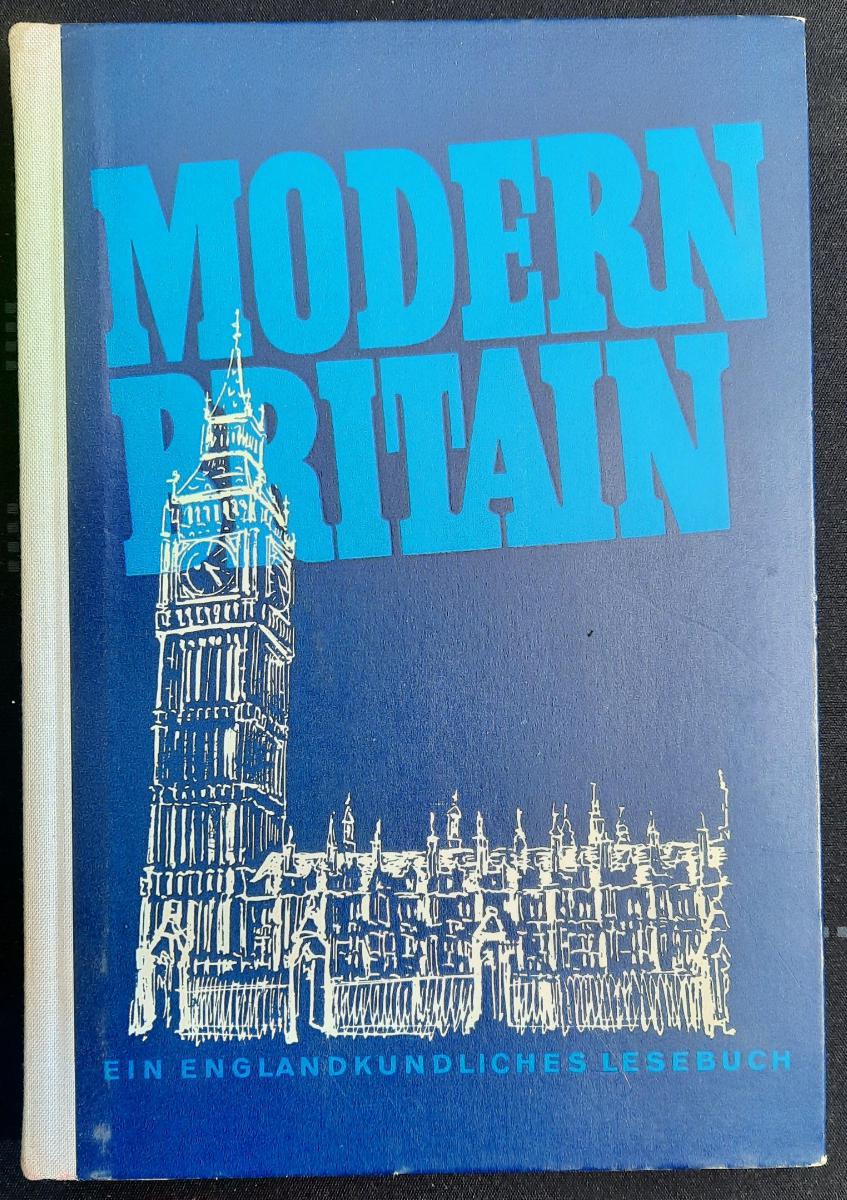 MODERN
BRITAIN
EIN ENGLANDKUNDLICHES LESEBUCH